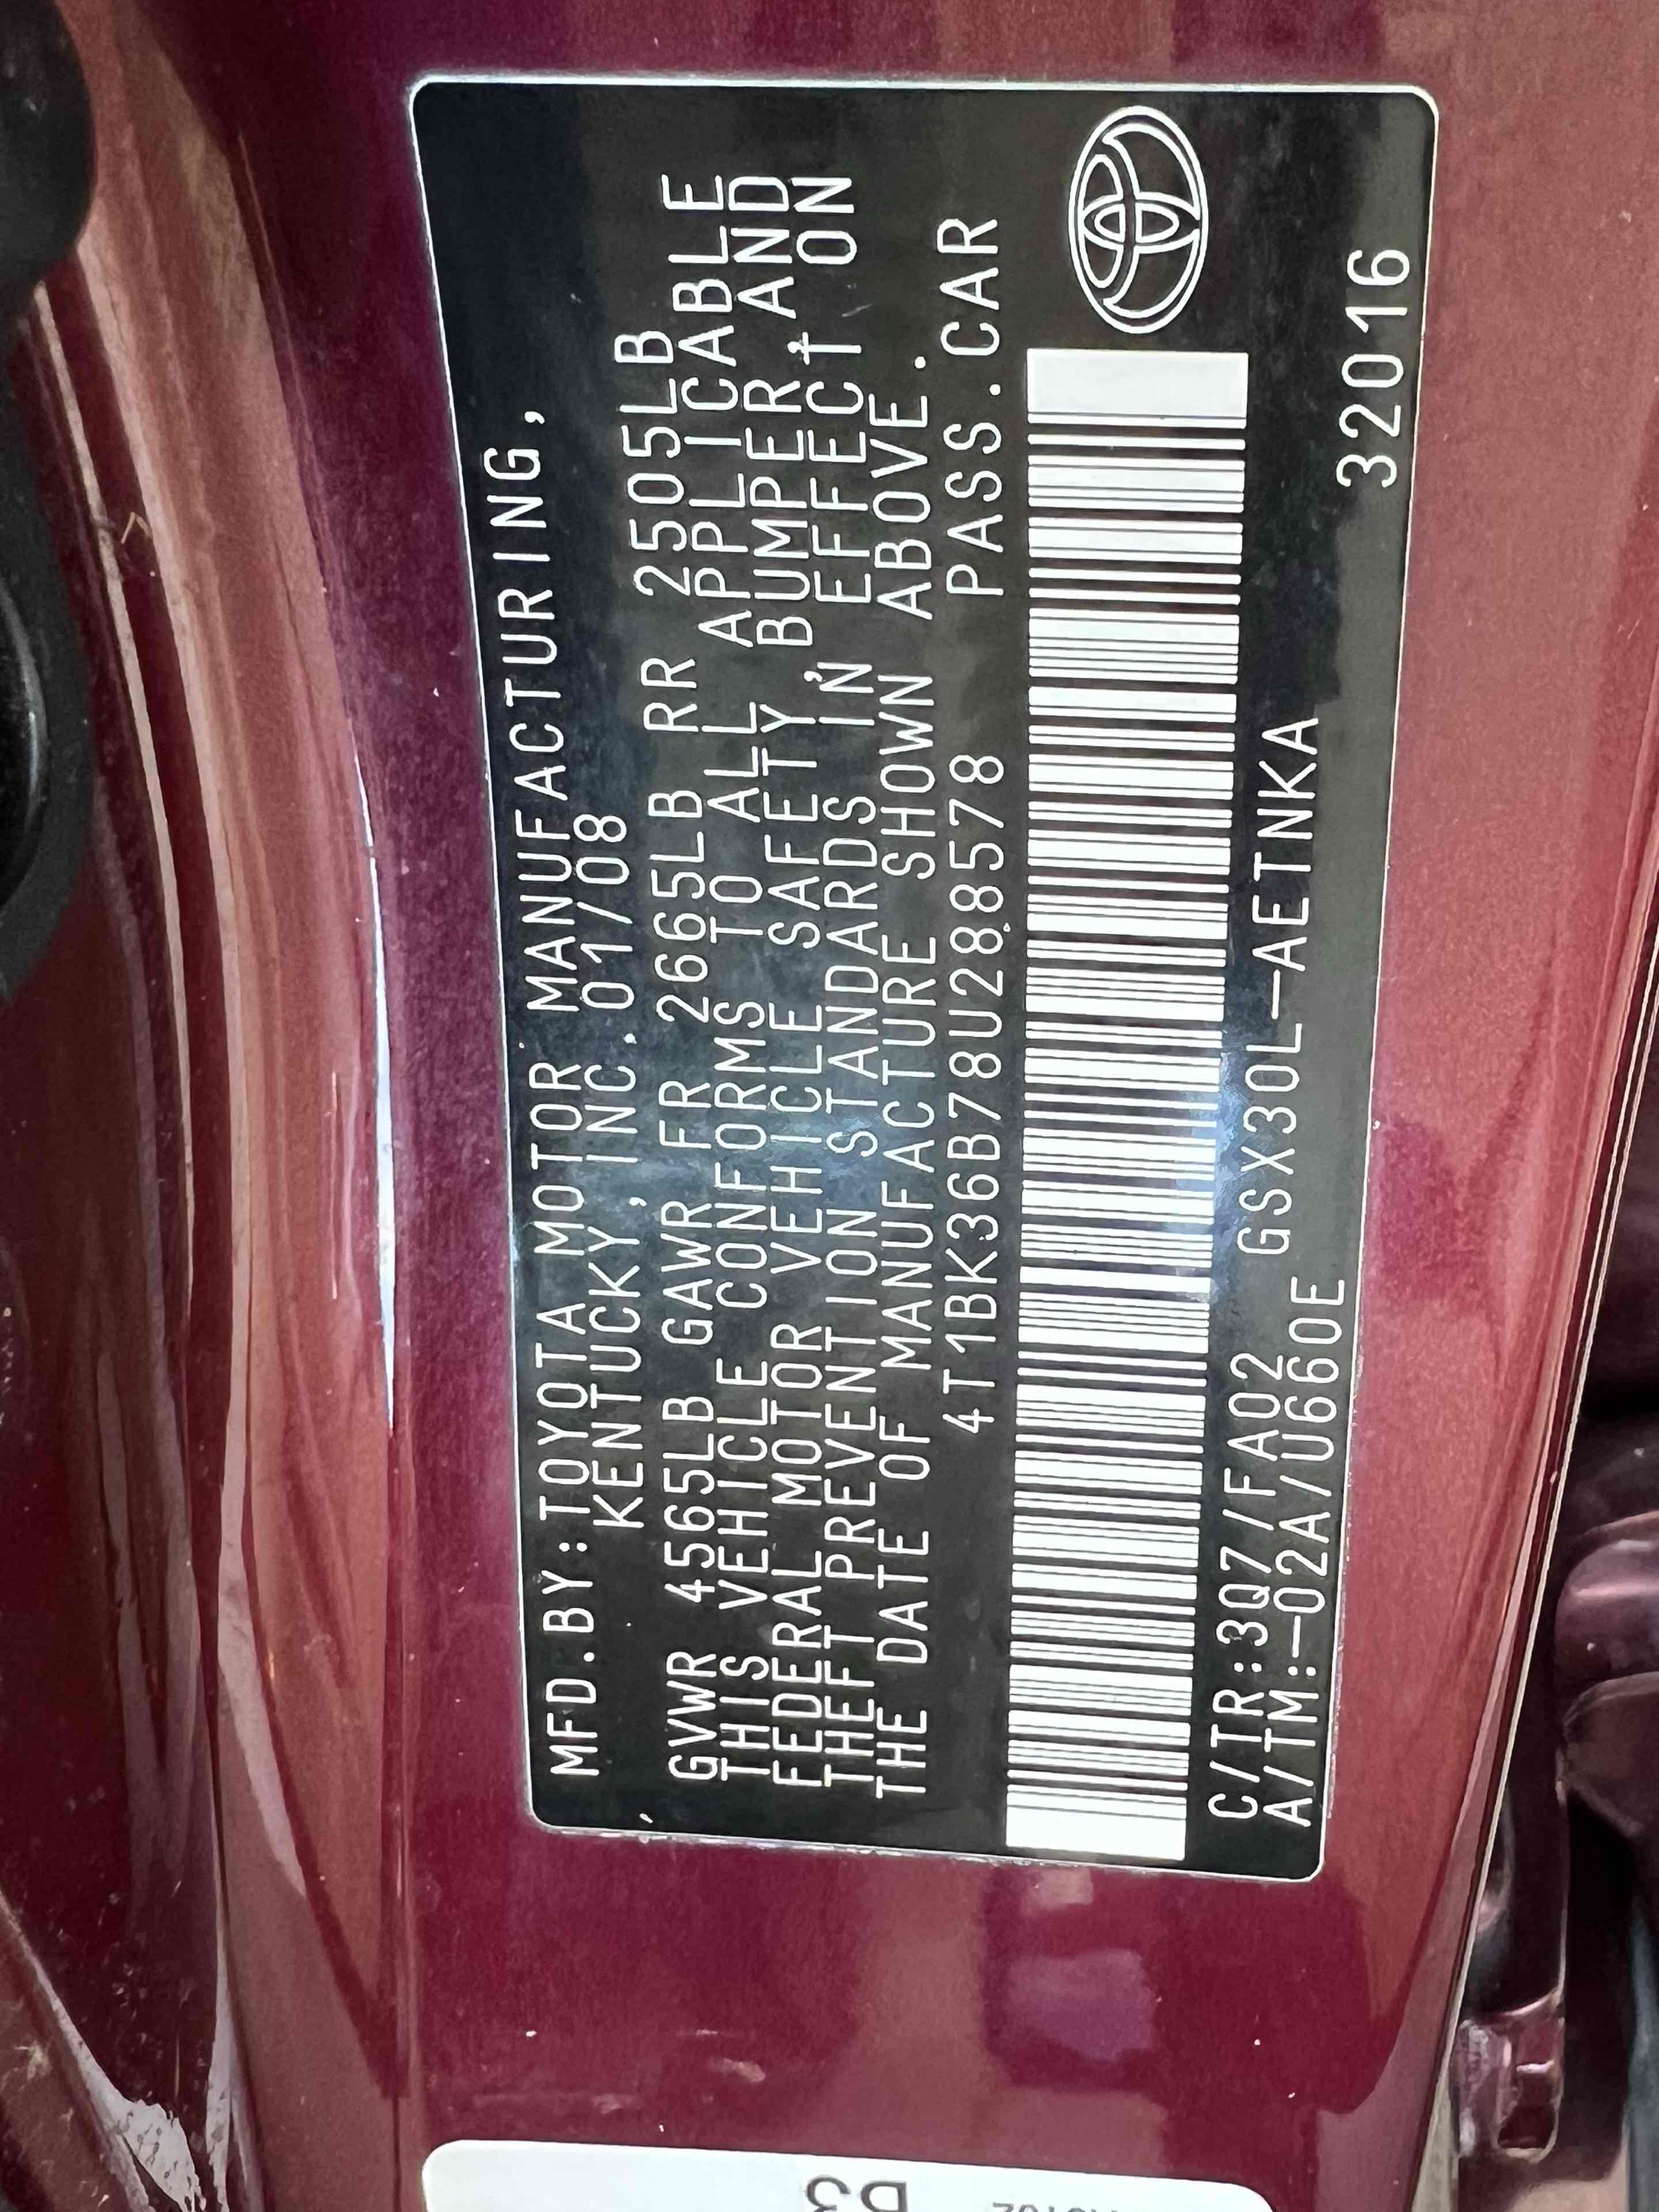 MFD.BY:TOYOTA MOTOR MANUFACTURING,
KENTUCKY, INC.01/08
GVWR 4565LB GAWR FR 2665LB RR 2505LB
THIS VEHICLE CONFORMS TO ALL APPLICABLE
FEDERAL MOTOR VEHICLE SAFETY, BUMPER, AND
THEFT PREVENTION STANDARDS IN EFFECT ON
THE DATE OF MANUFACTURE SHOWN ABOVE.
4T1BK36B78U288578 PASS.CAR
C/TR:3Q7/FA02 GSX30L-AETNKA
A/TM:-02A/U660E 32016